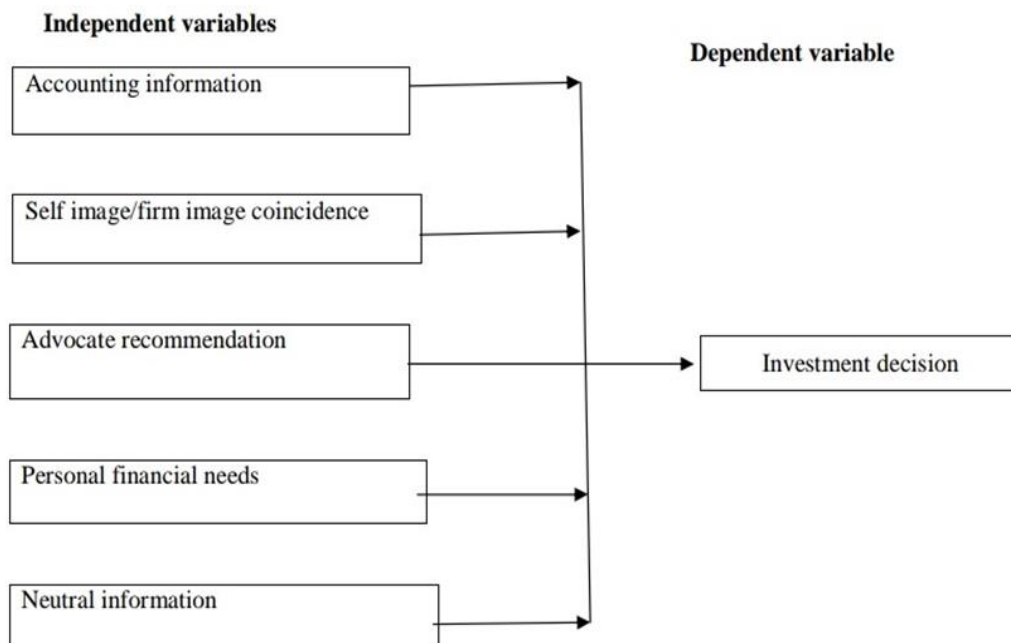 Independent variables
Dependent variable
Accounting information
Self image/firm image coincidence
Advocate recommendation
Investment decision
Personal financial needs
Neutral information